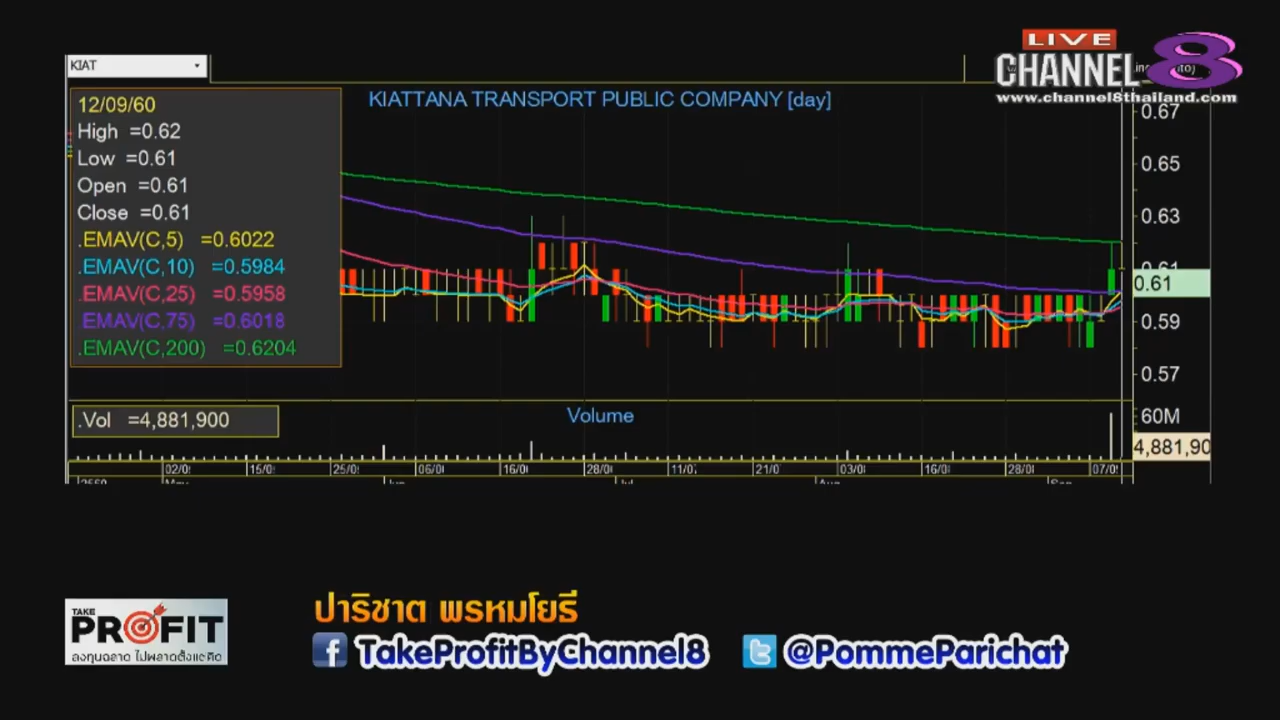 LIVE
CHANNEL 8
www.channel8thailand.com
KIAT
KIATTANA TRANSPORT PUBLIC COMPANY [day]
12/09/60
High =0.62
Low =0.61
Open =0.61
Close =0.61
.EMAV(C,5) =0.6022
.EMAV(C,10) =0.5984
.EMAV(C,25) =0.5958
.EMAV(C,75) =0.6018
.EMAV(C,200) =0.6204
0.67
0.65
0.63
0.61
0.61
0.59
0.57
.Vol =4,881,900
Volume
60M
4,881,90
02/0 15/0 25/0 06/0 16/0 28/0 11/0 21/0 03/0 16/0 28/0 07/0
TAKE
PROFIT
ลงทุนฉลาด ไม่พลาดตั้งแต่คิด
ปาริชาต พรหมโยธี
TakeProfitByChannel8 @PommeParichat